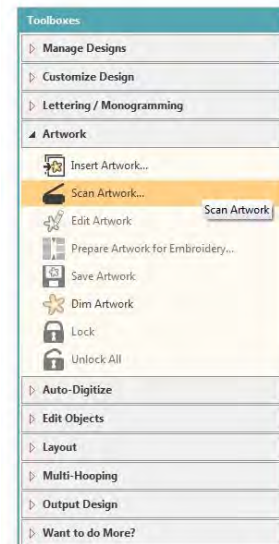 Toolboxes
Manage Designs
Customize Design
Lettering / Monogramming
Artwork
Insert Artwork...
Scan Artwork...
Scan Artwork
Edit Artwork
Prepare Artwork for Embroidery...
Save Artwork
Dim Artwork
Lock
Unlock All
Auto-Digitize
Edit Objects
Layout
Multi-Hooping
Output Design
Want to do More?